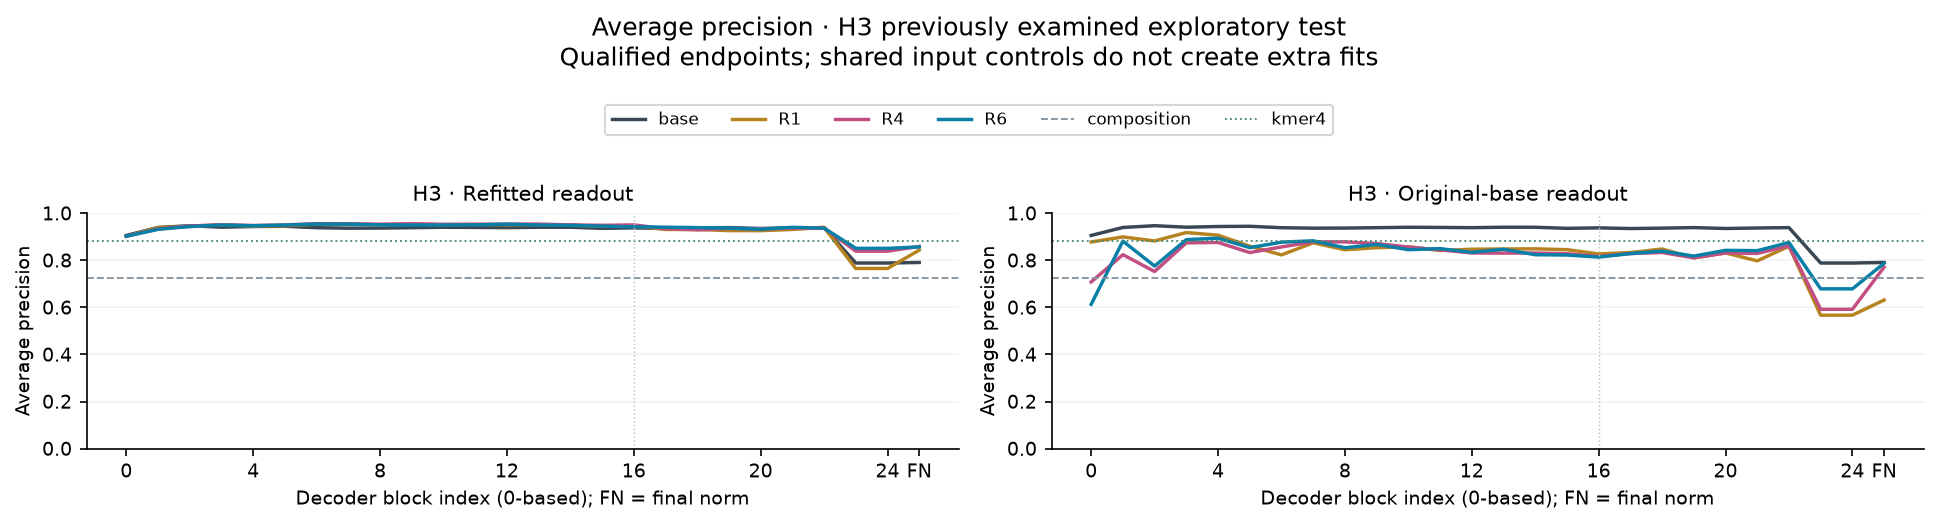 Average precision · H3 previously examined exploratory test
Qualified endpoints; shared input controls do not create extra fits
base R1 R4 R6 composition kmer4
H3 · Refitted readout
Average precision
1.0
0.8
0.6
0.4
0.2
0.0
0 4 8 12 16 20 24 FN
Decoder block index (0-based); FN = final norm
H3 · Original-base readout
Average precision
1.0
0.8
0.6
0.4
0.2
0.0
0 4 8 12 16 20 24 FN
Decoder block index (0-based); FN = final norm